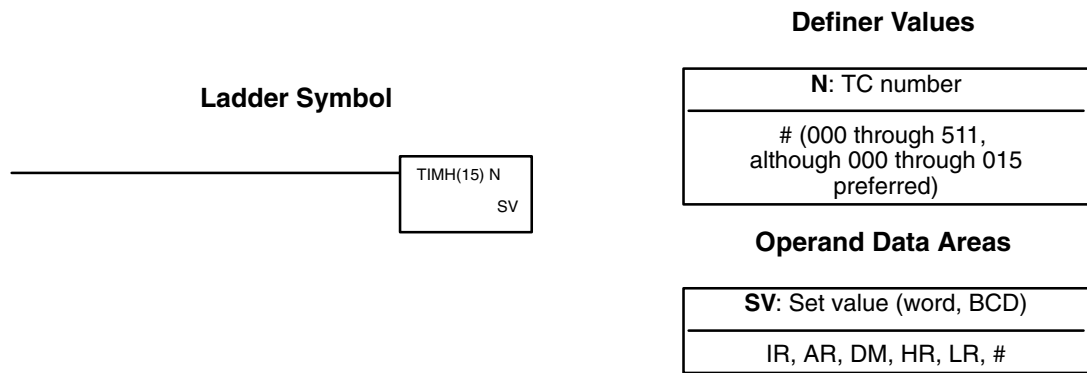 Ladder Symbol
TIMH(15) N
SV
Definer Values
N: TC number
# (000 through 511,
although 000 through 015
preferred)
Operand Data Areas
SV: Set value (word, BCD)
IR, AR, DM, HR, LR, #